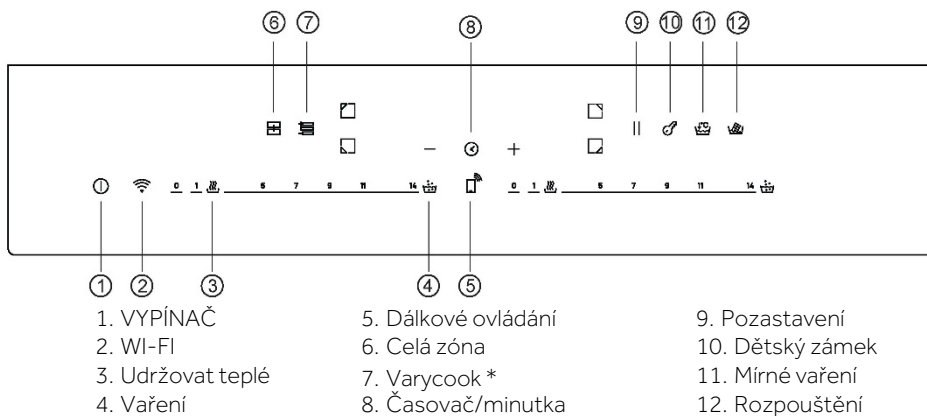 ⑥ ⑦ ⑧ ⑨ ⑩ ⑪ ⑫
− +
0 1 5 7 9 11 14 0 1 5 7 9 11 14
① ② ③ ④ ⑤
1. VYPÍNAČ
2. WI-FI
3. Udržovat teplé
4. Vaření
5. Dálkové ovládání
6. Celá zóna
7. Varycook *
8. Časovač/minutka
9. Pozastavení
10. Dětský zámek
11. Mírné vaření
12. Rozpouštění